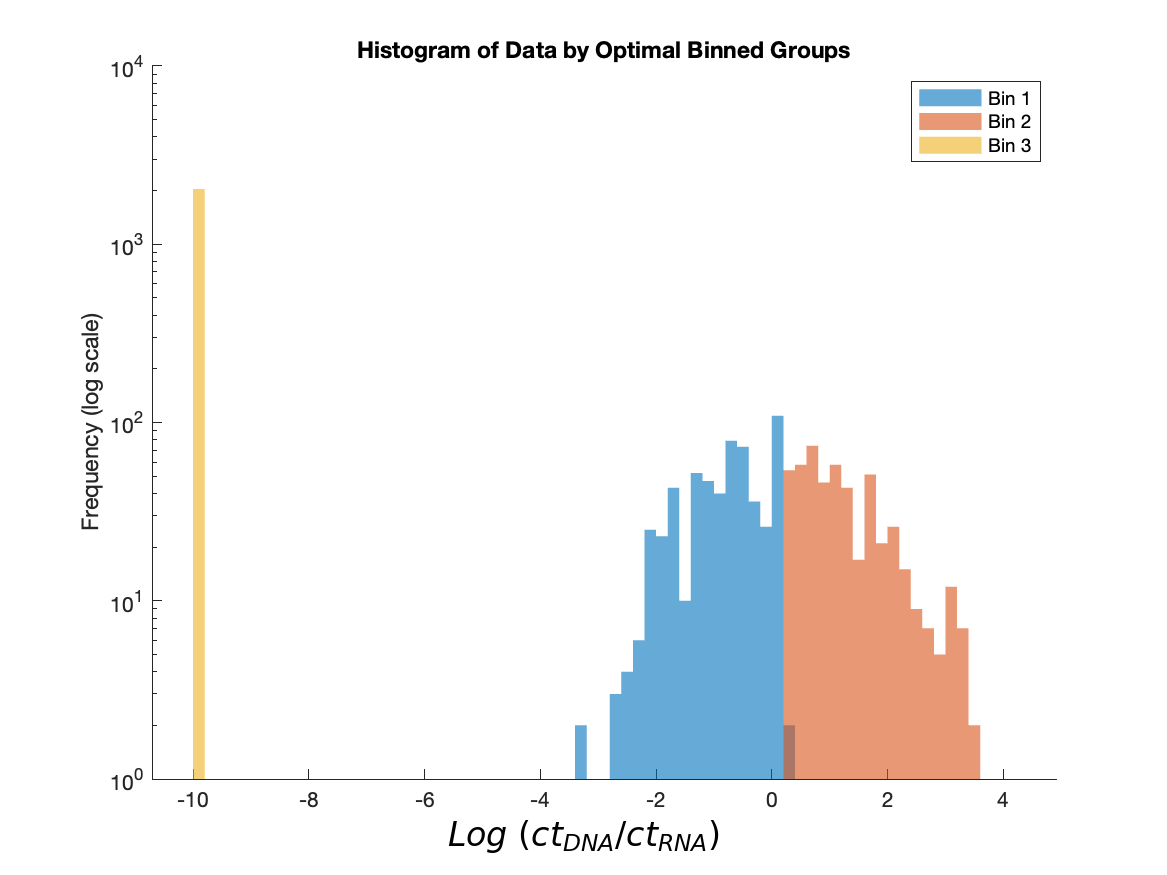 Histogram of Data by Optimal Binned Groups
10^4
10^3
10^2
10^1
10^0
Frequency (log scale)
Bin 1
Bin 2
Bin 3
-10 -8 -6 -4 -2 0 2 4
Log (ct_DNA/ct_RNA)